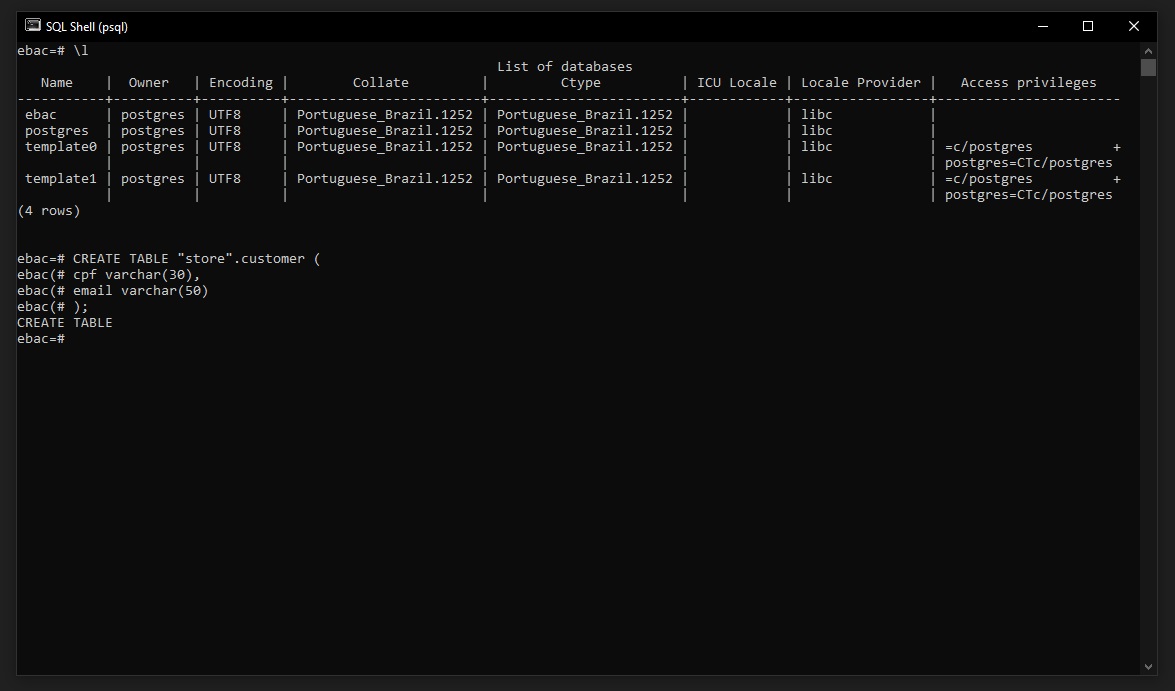 SQL Shell (psql)
ebac=# \l
List of databases
Name | Owner | Encoding | Collate | Ctype | ICU Locale | Locale Provider | Access privileges
-----------+----------+----------+-------------------------+-------------------------+------------+-----------------+-----------------------
ebac | postgres | UTF8 | Portuguese_Brazil.1252 | Portuguese_Brazil.1252 | | libc |
postgres | postgres | UTF8 | Portuguese_Brazil.1252 | Portuguese_Brazil.1252 | | libc |
template0 | postgres | UTF8 | Portuguese_Brazil.1252 | Portuguese_Brazil.1252 | | libc | =c/postgres +
| | | | | | | postgres=CTc/postgres
template1 | postgres | UTF8 | Portuguese_Brazil.1252 | Portuguese_Brazil.1252 | | libc | =c/postgres +
| | | | | | | postgres=CTc/postgres
(4 rows)
ebac=# CREATE TABLE "store".customer (
ebac(# cpf varchar(30),
ebac(# email varchar(50)
ebac(# );
CREATE TABLE
ebac=#